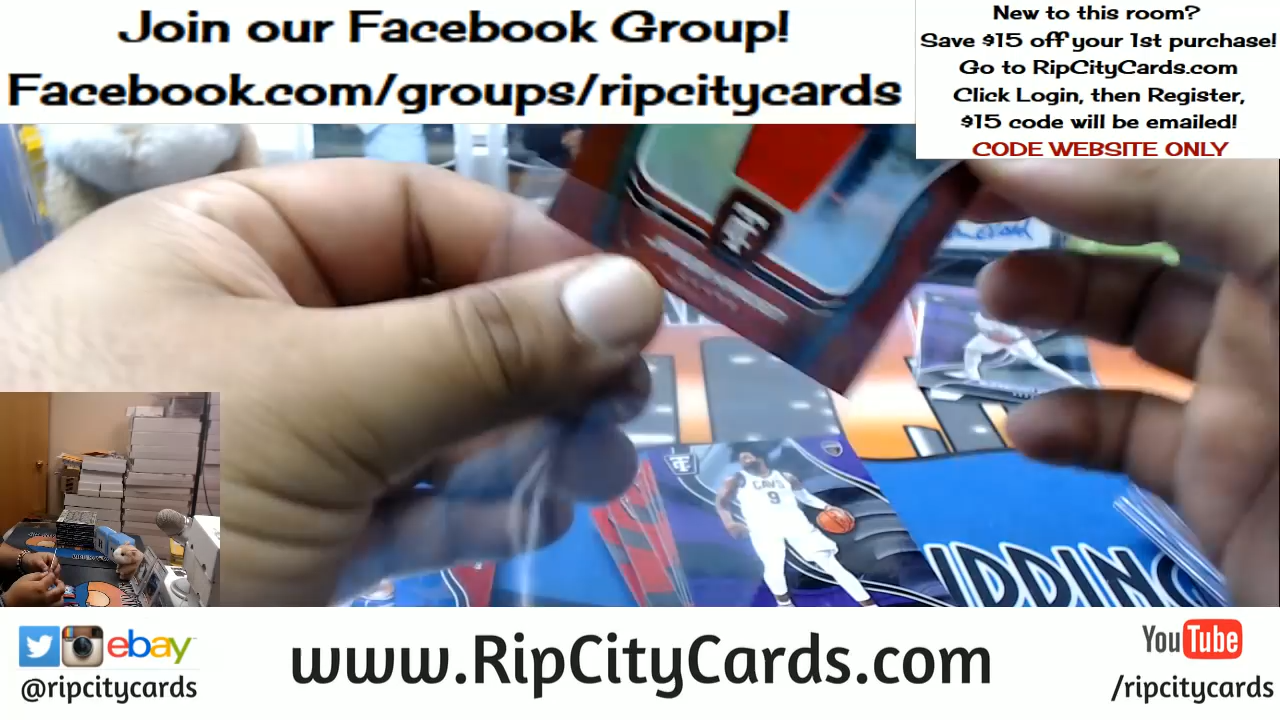 Join our Facebook Group!
Facebook.com/groups/ripcitycards
New to this room?
Save $15 off your 1st purchase!
Go to RipCityCards.com
Click Login, then Register,
$15 code will be emailed!
CODE WEBSITE ONLY
CAVS
9
IPPING
ebay
@ripcitycards
www.RipCityCards.com
YouTube
/ripcitycards